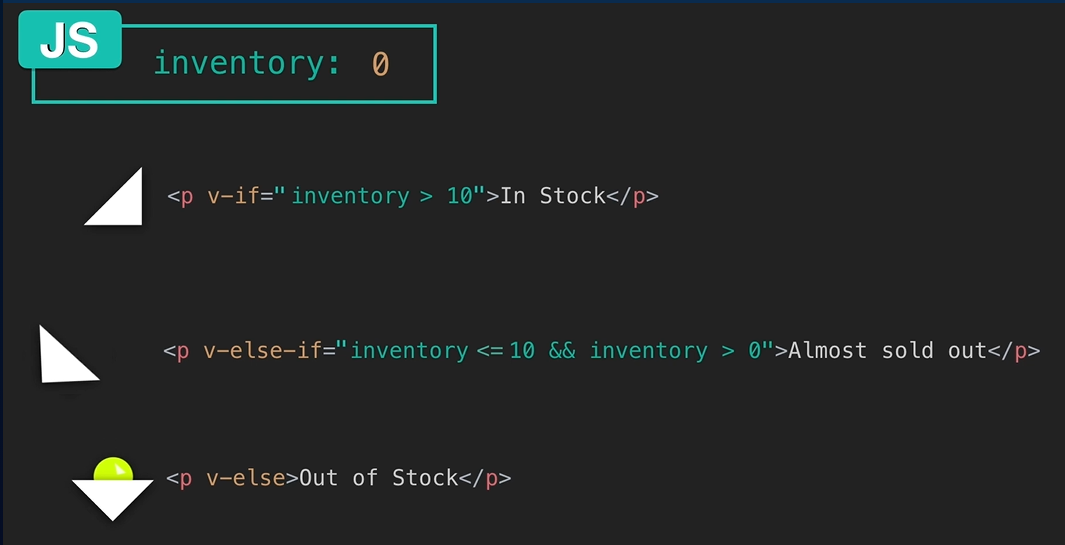 JS
inventory: 0
<p v-if="inventory > 10">In Stock</p>
<p v-else-if="inventory <= 10 && inventory > 0">Almost sold out</p>
<p v-else>Out of Stock</p>